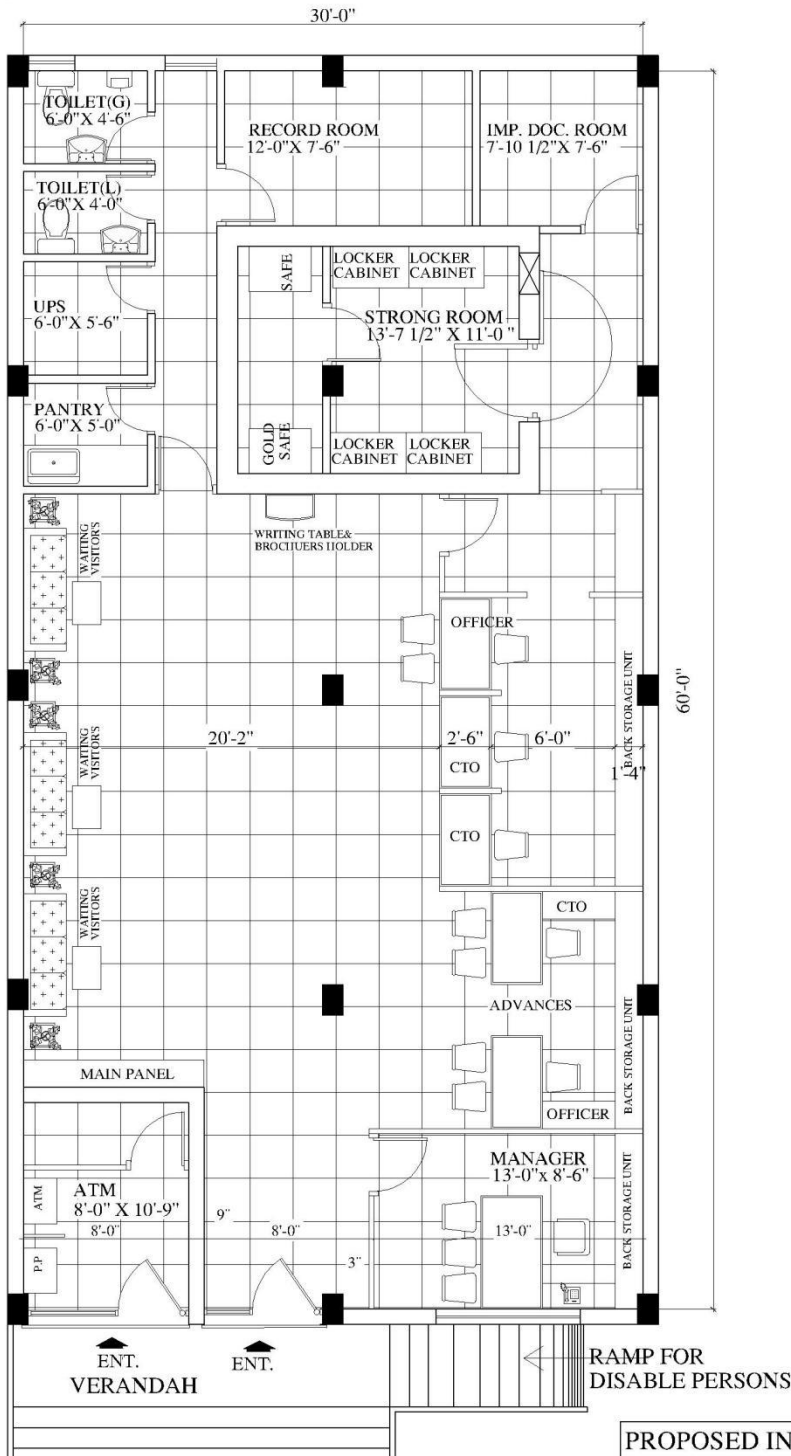 30'-0"
TOILET(G)
6'-0"X 4'-6"
RECORD ROOM
12'-0"X 7'-6"
IMP. DOC. ROOM
7'-10 1/2"X 7'-6"
TOILET(L)
6'-0"X 4'-0"
SAFE
LOCKER
CABINET
LOCKER
CABINET
UPS
6'-0"X 5'-6"
STRONG ROOM
13'-7 1/2" X 11'-0 "
PANTRY
6'-0"X 5'-0"
GOLD
SAFE
LOCKER
CABINET
LOCKER
CABINET
WRITING TABLE&
BROCHUERS HOLDER
WAITING
VISITOR'S
OFFICER
BACK STORAGE UNIT
60'-0"
WAITING
VISITOR'S
20'-2"
2'-6"
6'-0"
1'-4"
CTO
CTO
WAITING
VISITOR'S
CTO
ADVANCES
BACK STORAGE UNIT
OFFICER
MAIN PANEL
MANAGER
13'-0"x 8'-6"
BACK STORAGE UNIT
ATM
ATM
8'-0" X 10'-9"
8'-0"
9"
8'-0"
3"
13'-0"
P.P
ENT.
ENT.
VERANDAH
RAMP FOR
DISABLE PERSONS
PROPOSED IN